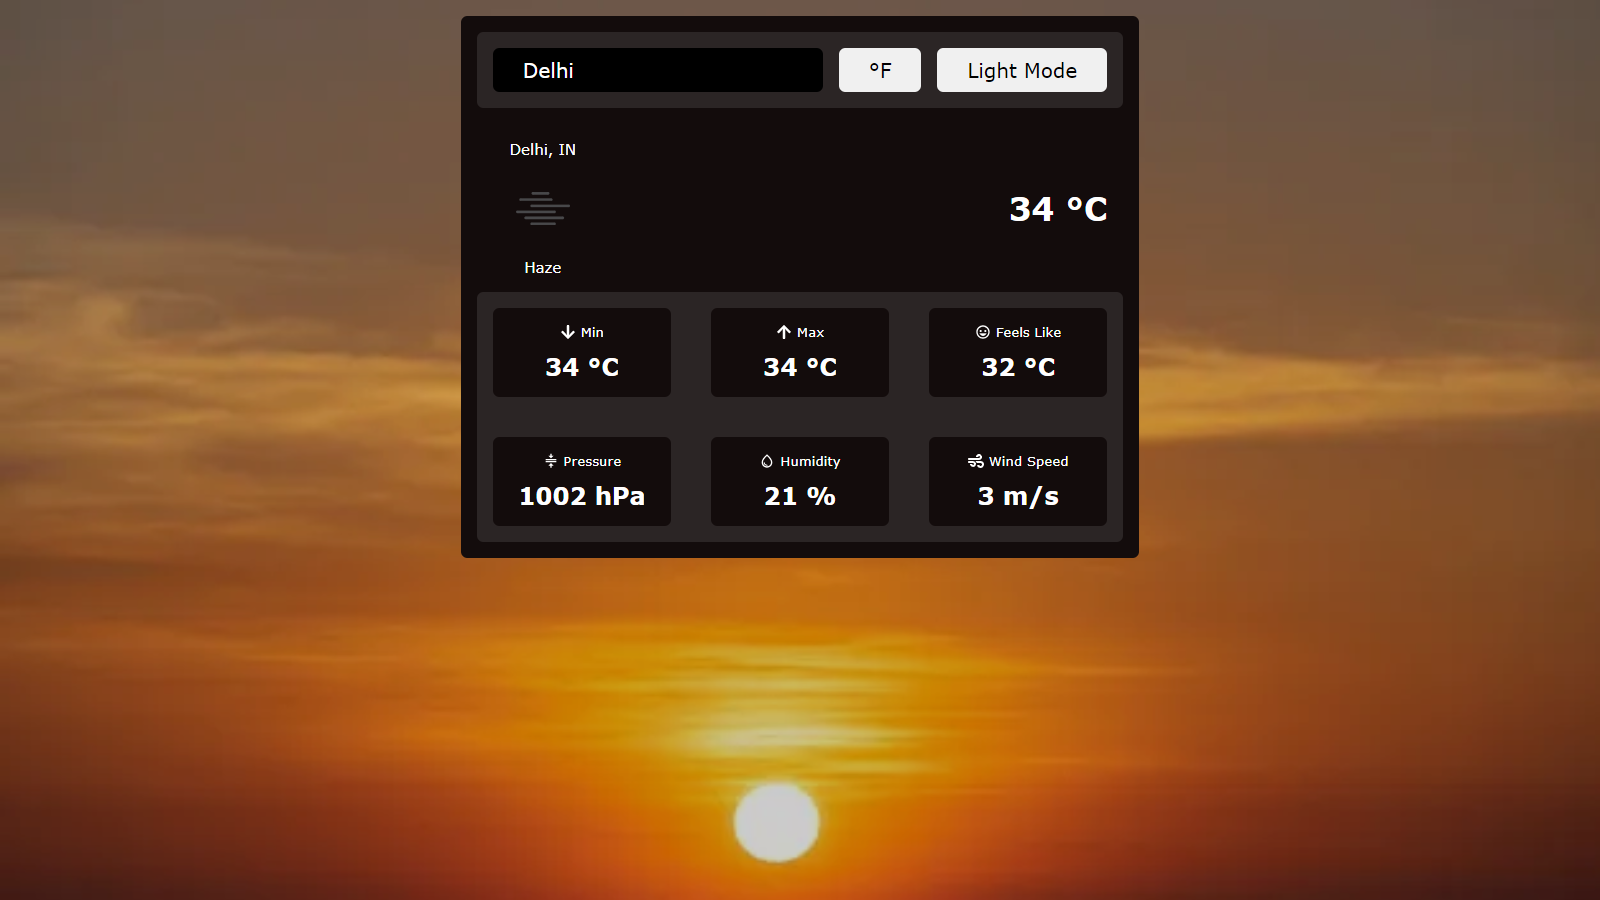 Delhi
°F
Light Mode
Delhi, IN
34 °C
Haze
Min
34 °C
Max
34 °C
Feels Like
32 °C
Pressure
1002 hPa
Humidity
21 %
Wind Speed
3 m/s